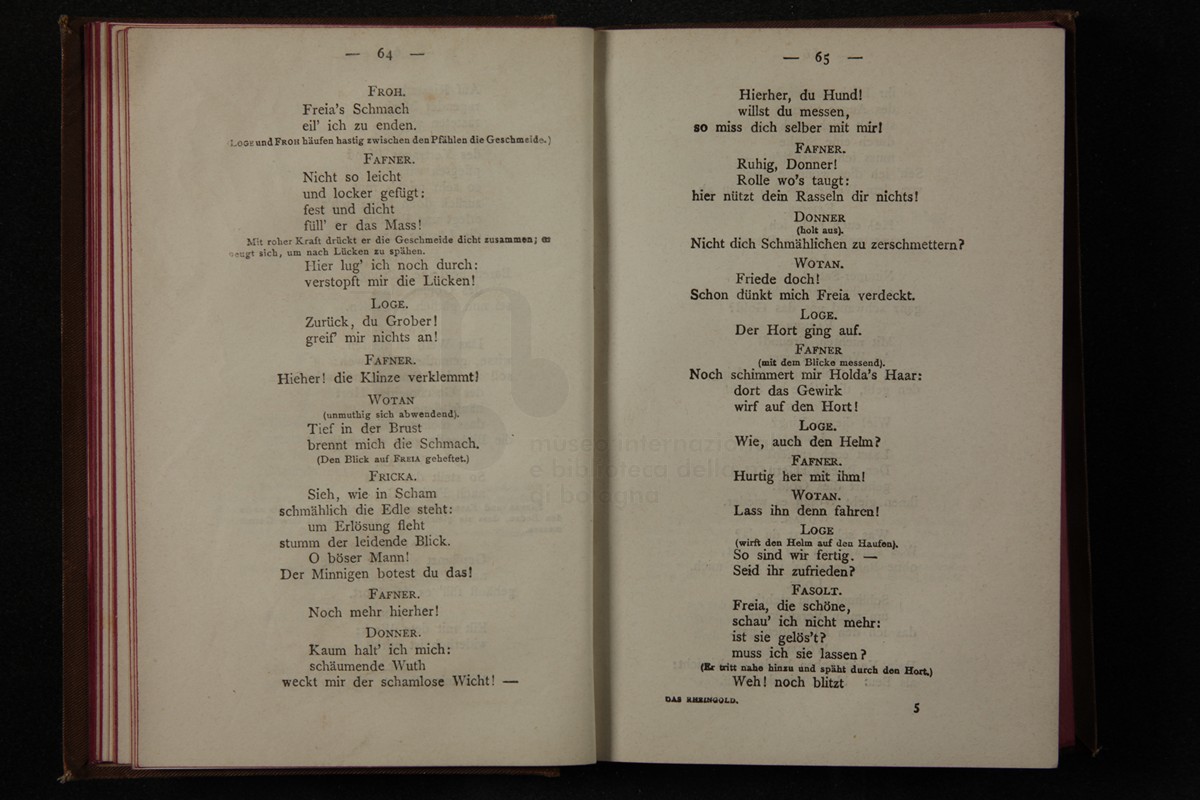 — 64 —
FROH.
Freia's Schmach
eil' ich zu enden.
(LOGE und FROH häufen hastig zwischen den Pfählen die Geschmeide.)
FAFNER.
Nicht so leicht
und locker gefügt:
fest und dicht
füll' er das Mass!
Mit roher Kraft drückt er die Geschmeide dicht zusammen; es
beugt sich, um nach Lücken zu spähen.
Hier lug' ich noch durch:
verstopft mir die Lücken!
LOGE.
Zurück, du Grober!
greif' mir nichts an!
FAFNER.
Hieher! die Klinze verklemmt!
WOTAN
(unmuthig sich abwendend).
Tief in der Brust
brennt mich die Schmach.
(Den Blick auf FREIA geheftet.)
FRICKA.
Sieh, wie in Scham
schmählich die Edle steht:
um Erlösung fleht
stumm der leidende Blick.
O böser Mann!
Der Minnigen botest du das!
FAFNER.
Noch mehr hierher!
DONNER.
Kaum halt' ich mich:
schäumende Wuth
weckt mir der schamlose Wicht! —
— 65 —
Hierher, du Hund!
willst du messen,
so miss dich selber mit mir!
FAFNER.
Ruhig, Donner!
Rolle wo's taugt:
hier nützt dein Rasseln dir nichts!
DONNER
(holt aus).
Nicht dich Schmählichen zu zerschmettern?
WOTAN.
Friede doch!
Schon dünkt mich Freia verdeckt.
LOGE.
Der Hort ging auf.
FAFNER
(mit dem Blicke messend).
Noch schimmert mir Holda's Haar:
dort das Gewirk
wirf auf den Hort!
LOGE.
Wie, auch den Helm?
FAFNER.
Hurtig her mit ihm!
WOTAN.
Lass ihn denn fahren!
LOGE
(wirft den Helm auf den Haufen).
So sind wir fertig. —
Seid ihr zufrieden?
FASOLT.
Freia, die schöne,
schau' ich nicht mehr:
ist sie gelös't?
muss ich sie lassen?
(Er tritt nahe hinzu und späht durch den Hort.)
Weh! noch blitzt
DAS RHEINGOLD.
5
museo internazio
e biblioteca della
di bologna